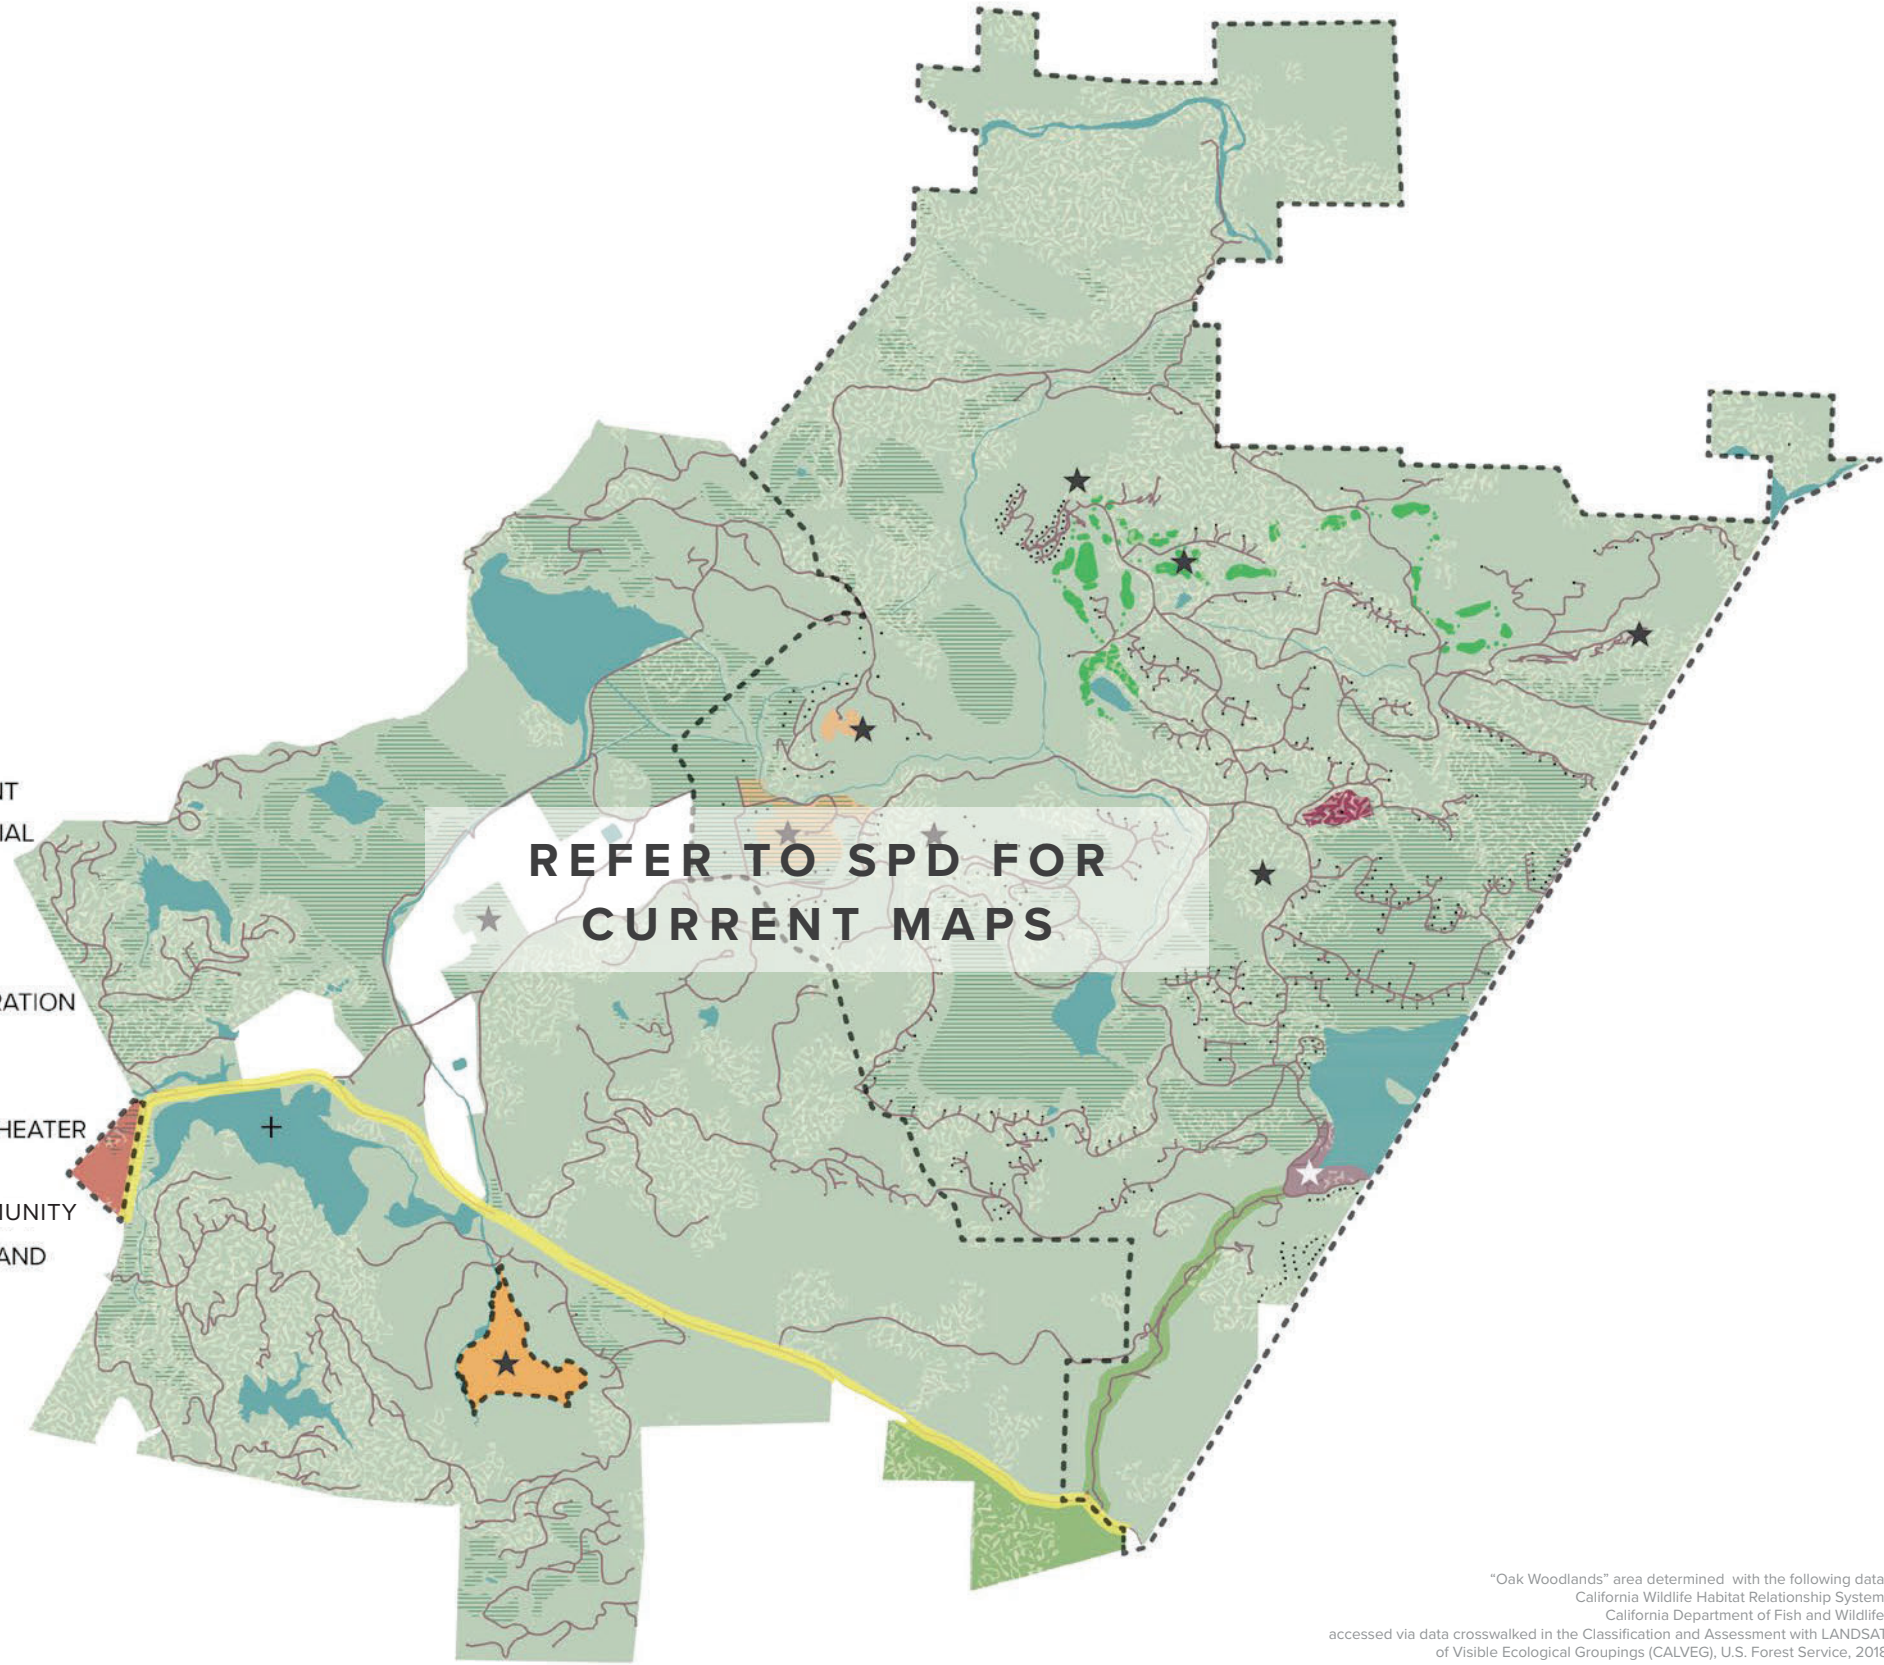 NT
IAL
RATION
HEATER
IUNITY
AND
REFER TO SPD FOR
CURRENT MAPS
“Oak Woodlands” area determined with the following data
California Wildlife Habitat Relationship System
California Department of Fish and Wildlife
accessed via data crosswalked in the Classification and Assessment with LANDSAT
of Visible Ecological Groupings (CALVEG), U.S. Forest Service, 2018